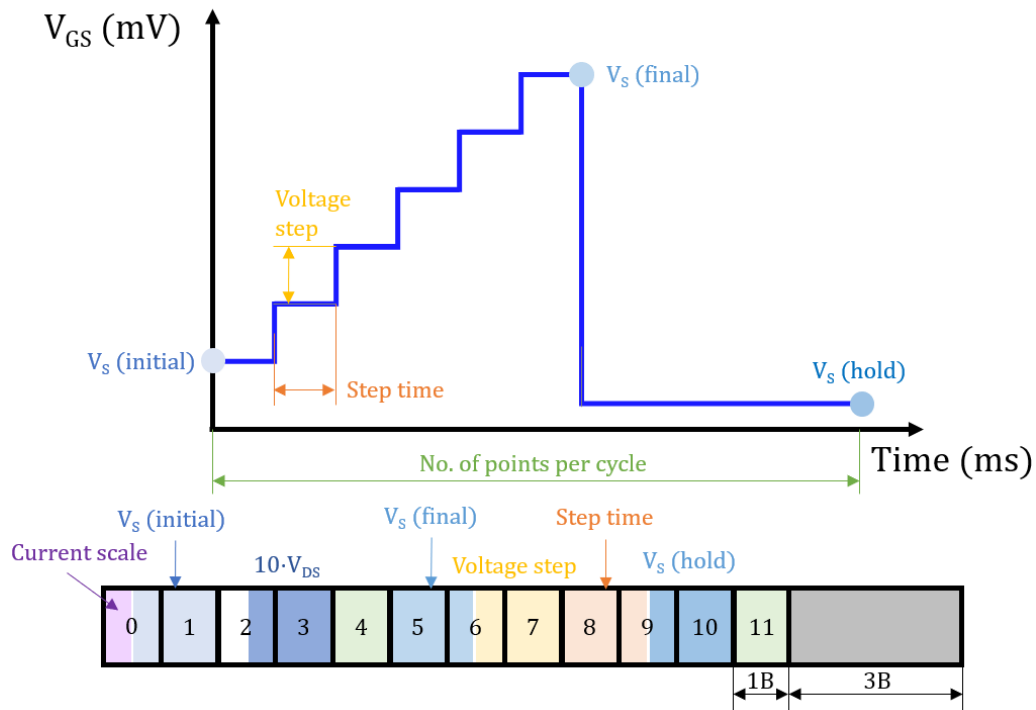 V_GS (mV)
V_S (final)
Voltage
step
V_S (initial)
Step time
V_S (hold)
Time (ms)
No. of points per cycle
V_S (initial)
V_S (final)
Step time
Current scale
10·V_DS
Voltage step
V_S (hold)
0 1 2 3 4 5 6 7 8 9 10 11
1B 3B